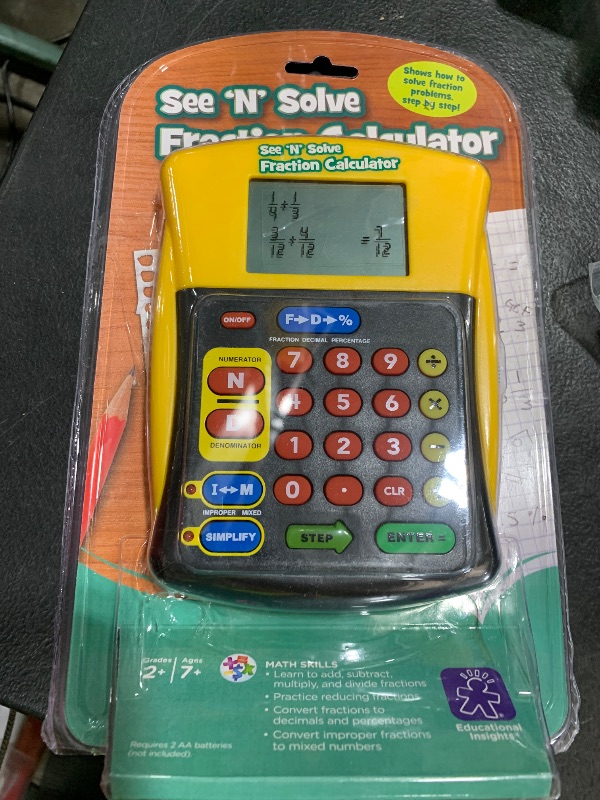 Shows how to
solve fraction
problems,
step by step!
See 'N' Solve
Fraction Calculator
See 'N' Solve
Fraction Calculator
1/4 + 1/3
3/12 + 4/12 = 7/12
ON/OFF
F→D→%
FRACTION DECIMAL PERCENTAGE
NUMERATOR
N
D
DENOMINATOR
7 8 9 ÷
4 5 6 ×
1 2 3 -
0 . CLR +
I↔M
IMPROPER MIXED
SIMPLIFY
STEP
ENTER =
Grades
2+
Ages
7+
MATH SKILLS
• Learn to add, subtract,
multiply, and divide fractions
• Practice reducing fractions
• Convert fractions to
decimals and percentages
• Convert improper fractions
to mixed numbers
Requires 2 AA batteries
(not included).
Educational
Insights®